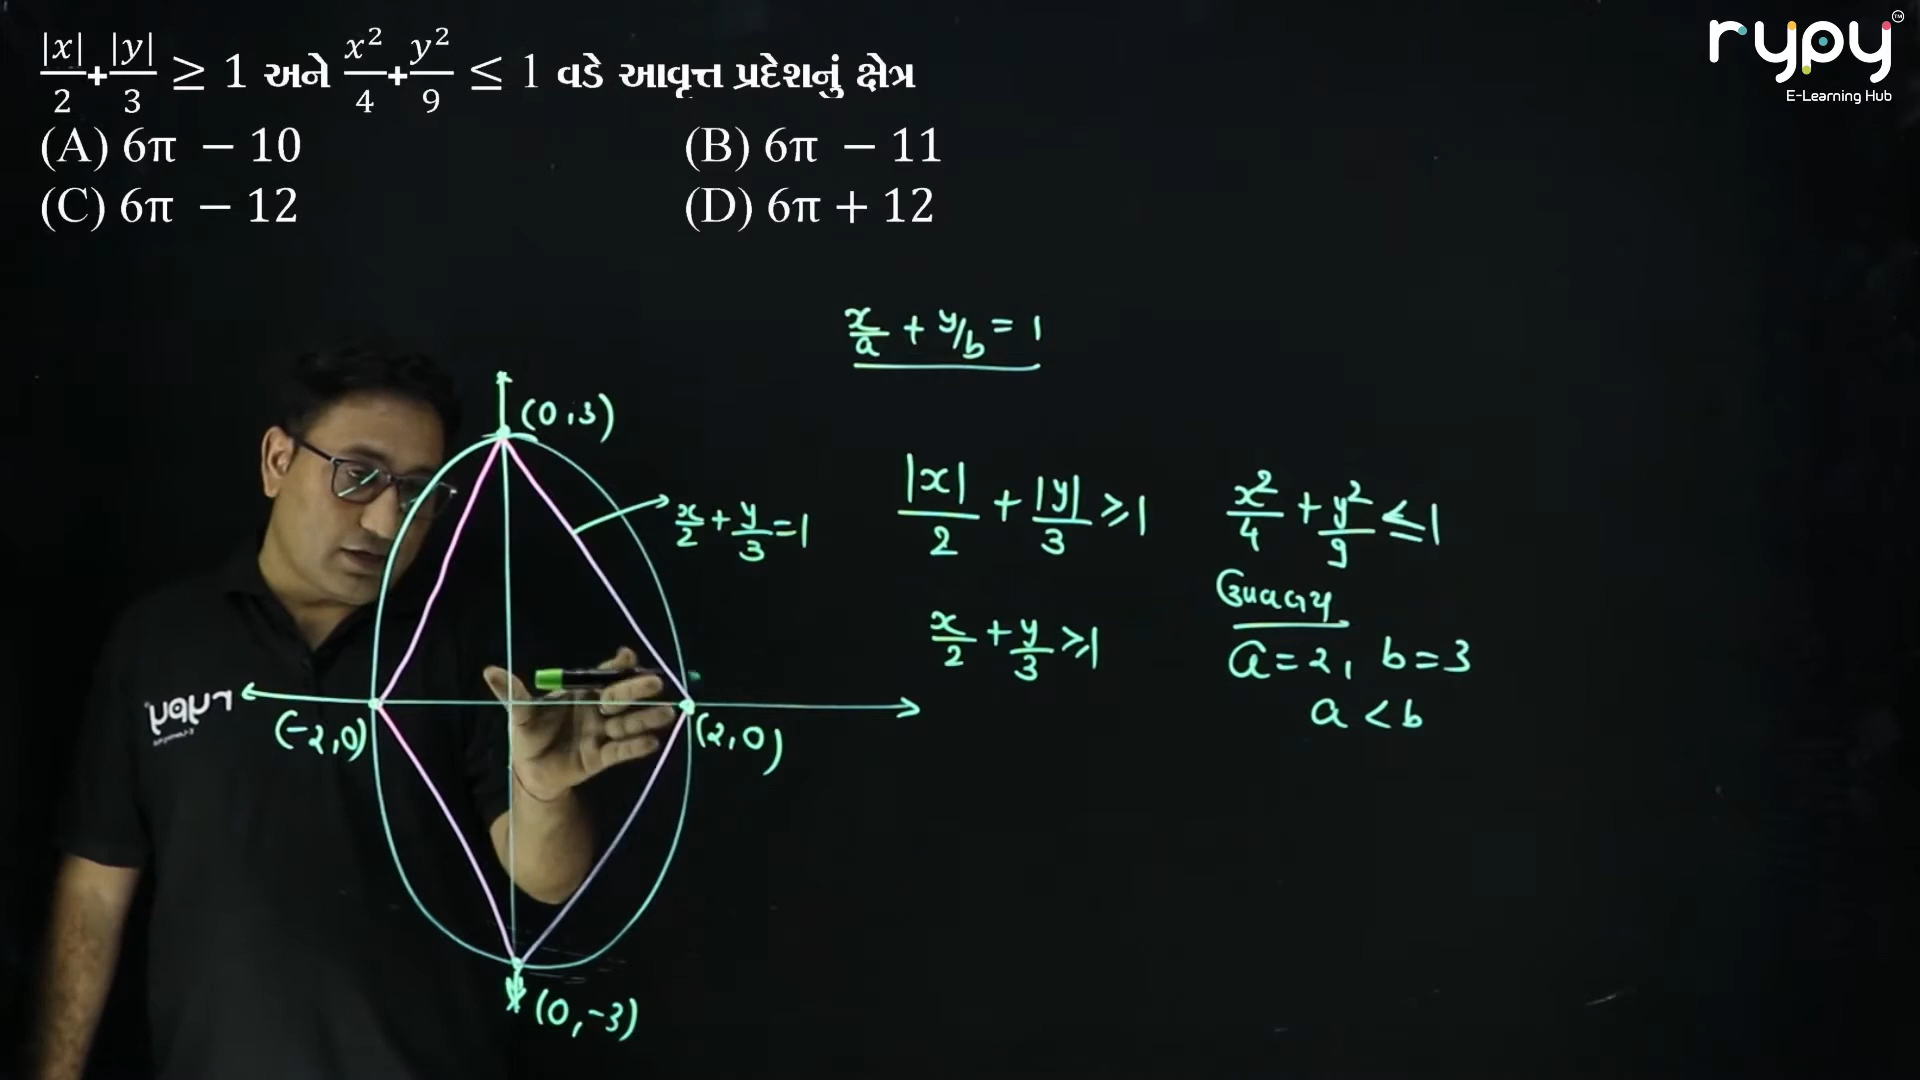 |x|/2+|y|/3 ≥ 1 અને x²/4+y²/9 ≤ 1 વડે આવૃત્ત પ્રદેશનું ક્ષેત્ર
(A) 6π − 10 (B) 6π − 11
(C) 6π − 12 (D) 6π + 12
rypy™
E-Learning Hub
x/a + y/b = 1
(0,3)
x/2 + y/3 = 1
|x|/2 + |y|/3 ≥ 1
x²/4 + y²/9 ≤ 1
ઉપવલય
x/2 + y/3 ≥ 1
a = 2, b = 3
a < b
(-2,0)
(2,0)
(0,-3)